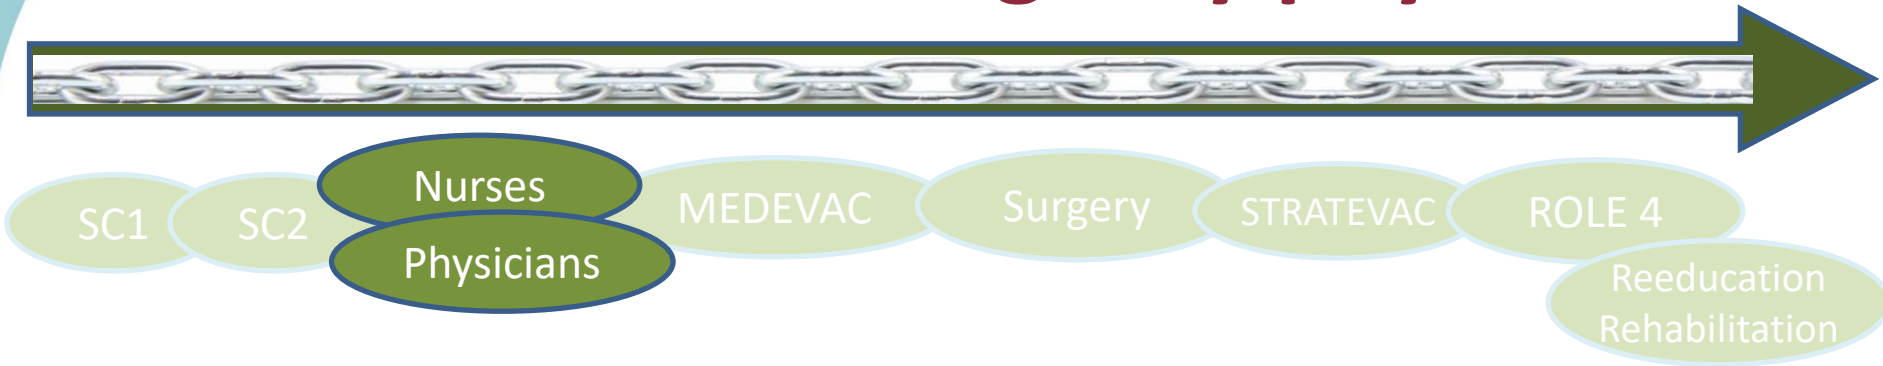 SC1
SC2
Nurses
Physicians
MEDEVAC
Surgery
STRATEVAC
ROLE 4
Reeducation
Rehabilitation